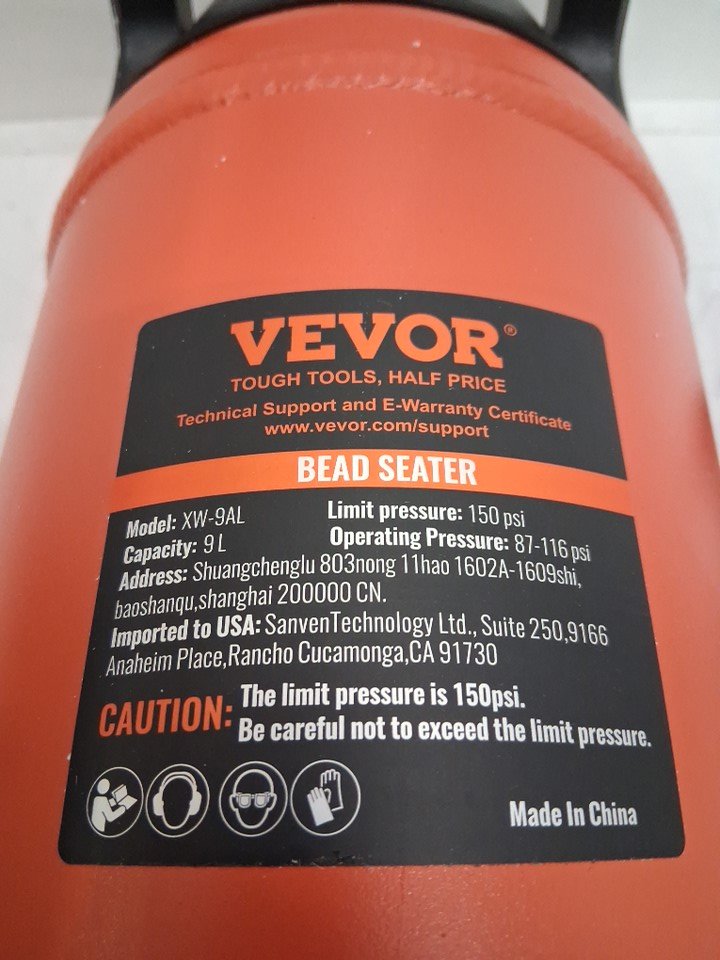 VEVOR®
TOUGH TOOLS, HALF PRICE
Technical Support and E-Warranty Certificate
www.vevor.com/support
BEAD SEATER
Model: XW-9AL Limit pressure: 150 psi
Capacity: 9 L Operating Pressure: 87-116 psi
Address: Shuangchenglu 803nong 11hao 1602A-1609shi,
baoshanqu,shanghai 200000 CN.
Imported to USA: SanvenTechnology Ltd., Suite 250,9166
Anaheim Place,Rancho Cucamonga,CA 91730
CAUTION: The limit pressure is 150psi.
Be careful not to exceed the limit pressure.
Made In China